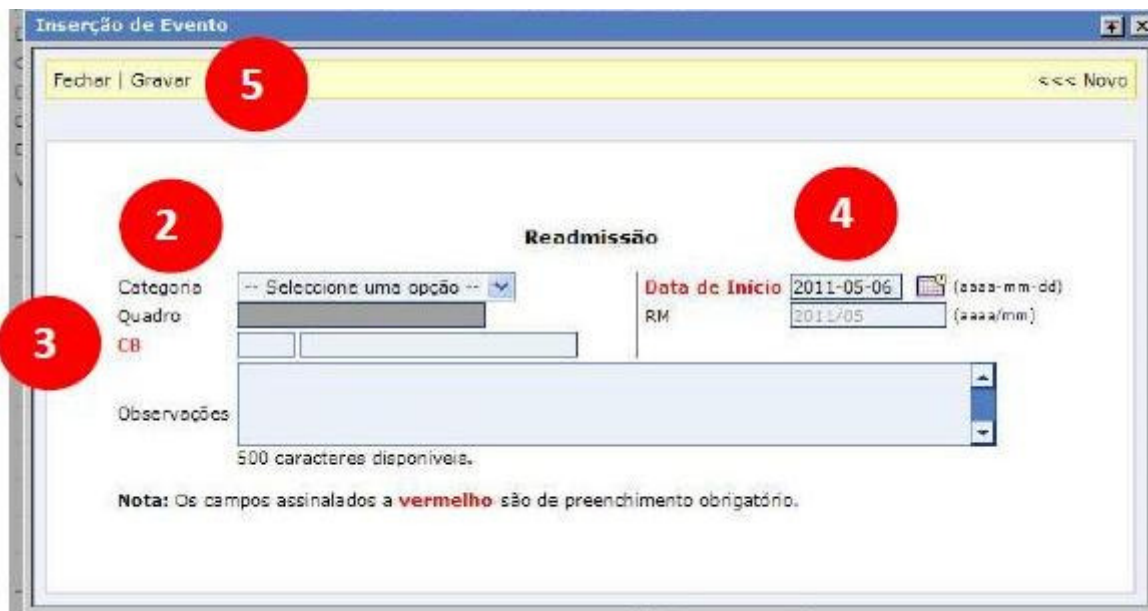 Inserção de Evento
Fechar | Gravar 5 <<< Novo
2 4
Readmissão
Categoria -- Seleccione uma opção -- Data de Início 2011-05-06 (aaaa-mm-dd)
Quadro RM 2011/05 (aaaa/mm)
3 CB
Observações
500 caracteres disponíveis.
Nota: Os campos assinalados a vermelho são de preenchimento obrigatório.